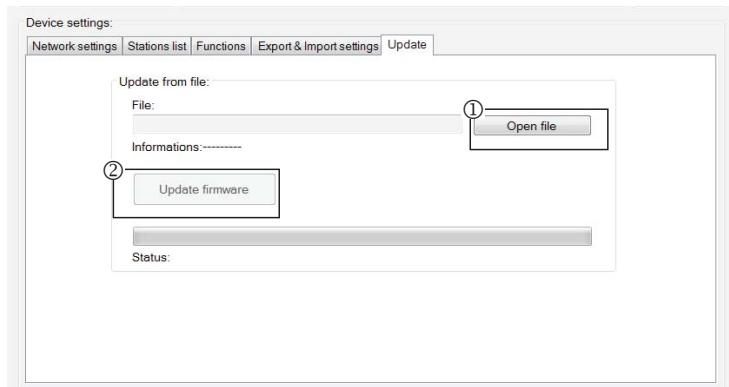 Device settings:
Network settings Stations list Functions Export & Import settings Update
Update from file:
File:
①
Open file
Informations:---------
②
Update firmware
Status: